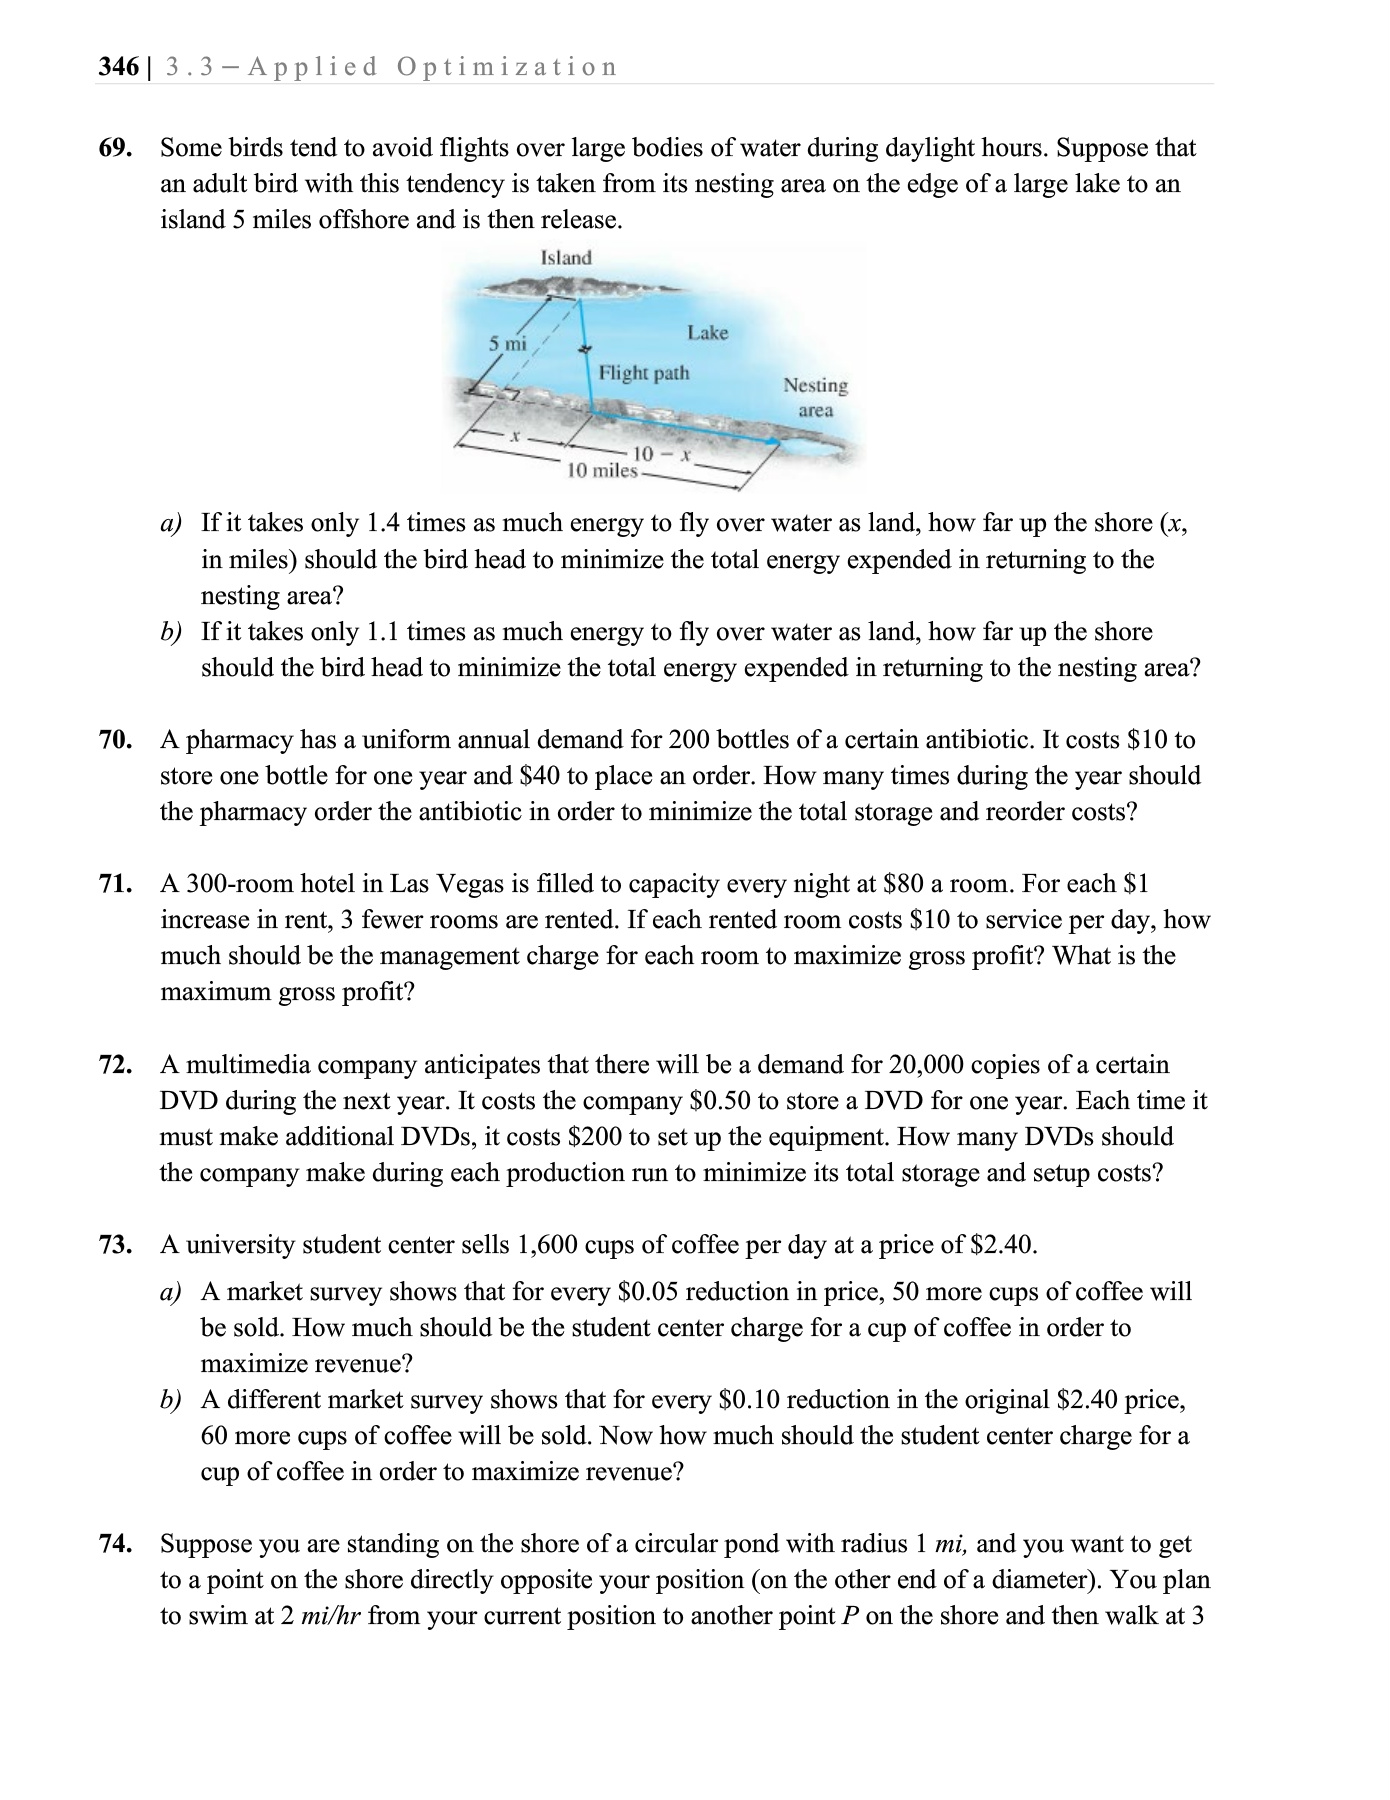 346 | 3.3 – Applied Optimization
69. Some birds tend to avoid flights over large bodies of water during daylight hours. Suppose that
an adult bird with this tendency is taken from its nesting area on the edge of a large lake to an
island 5 miles offshore and is then release.
Island
5 mi
Lake
Flight path
Nesting
area
x
10 – x
10 miles
a) If it takes only 1.4 times as much energy to fly over water as land, how far up the shore (x,
in miles) should the bird head to minimize the total energy expended in returning to the
nesting area?
b) If it takes only 1.1 times as much energy to fly over water as land, how far up the shore
should the bird head to minimize the total energy expended in returning to the nesting area?
70. A pharmacy has a uniform annual demand for 200 bottles of a certain antibiotic. It costs $10 to
store one bottle for one year and $40 to place an order. How many times during the year should
the pharmacy order the antibiotic in order to minimize the total storage and reorder costs?
71. A 300-room hotel in Las Vegas is filled to capacity every night at $80 a room. For each $1
increase in rent, 3 fewer rooms are rented. If each rented room costs $10 to service per day, how
much should be the management charge for each room to maximize gross profit? What is the
maximum gross profit?
72. A multimedia company anticipates that there will be a demand for 20,000 copies of a certain
DVD during the next year. It costs the company $0.50 to store a DVD for one year. Each time it
must make additional DVDs, it costs $200 to set up the equipment. How many DVDs should
the company make during each production run to minimize its total storage and setup costs?
73. A university student center sells 1,600 cups of coffee per day at a price of $2.40.
a) A market survey shows that for every $0.05 reduction in price, 50 more cups of coffee will
be sold. How much should be the student center charge for a cup of coffee in order to
maximize revenue?
b) A different market survey shows that for every $0.10 reduction in the original $2.40 price,
60 more cups of coffee will be sold. Now how much should the student center charge for a
cup of coffee in order to maximize revenue?
74. Suppose you are standing on the shore of a circular pond with radius 1 mi, and you want to get
to a point on the shore directly opposite your position (on the other end of a diameter). You plan
to swim at 2 mi/hr from your current position to another point P on the shore and then walk at 3